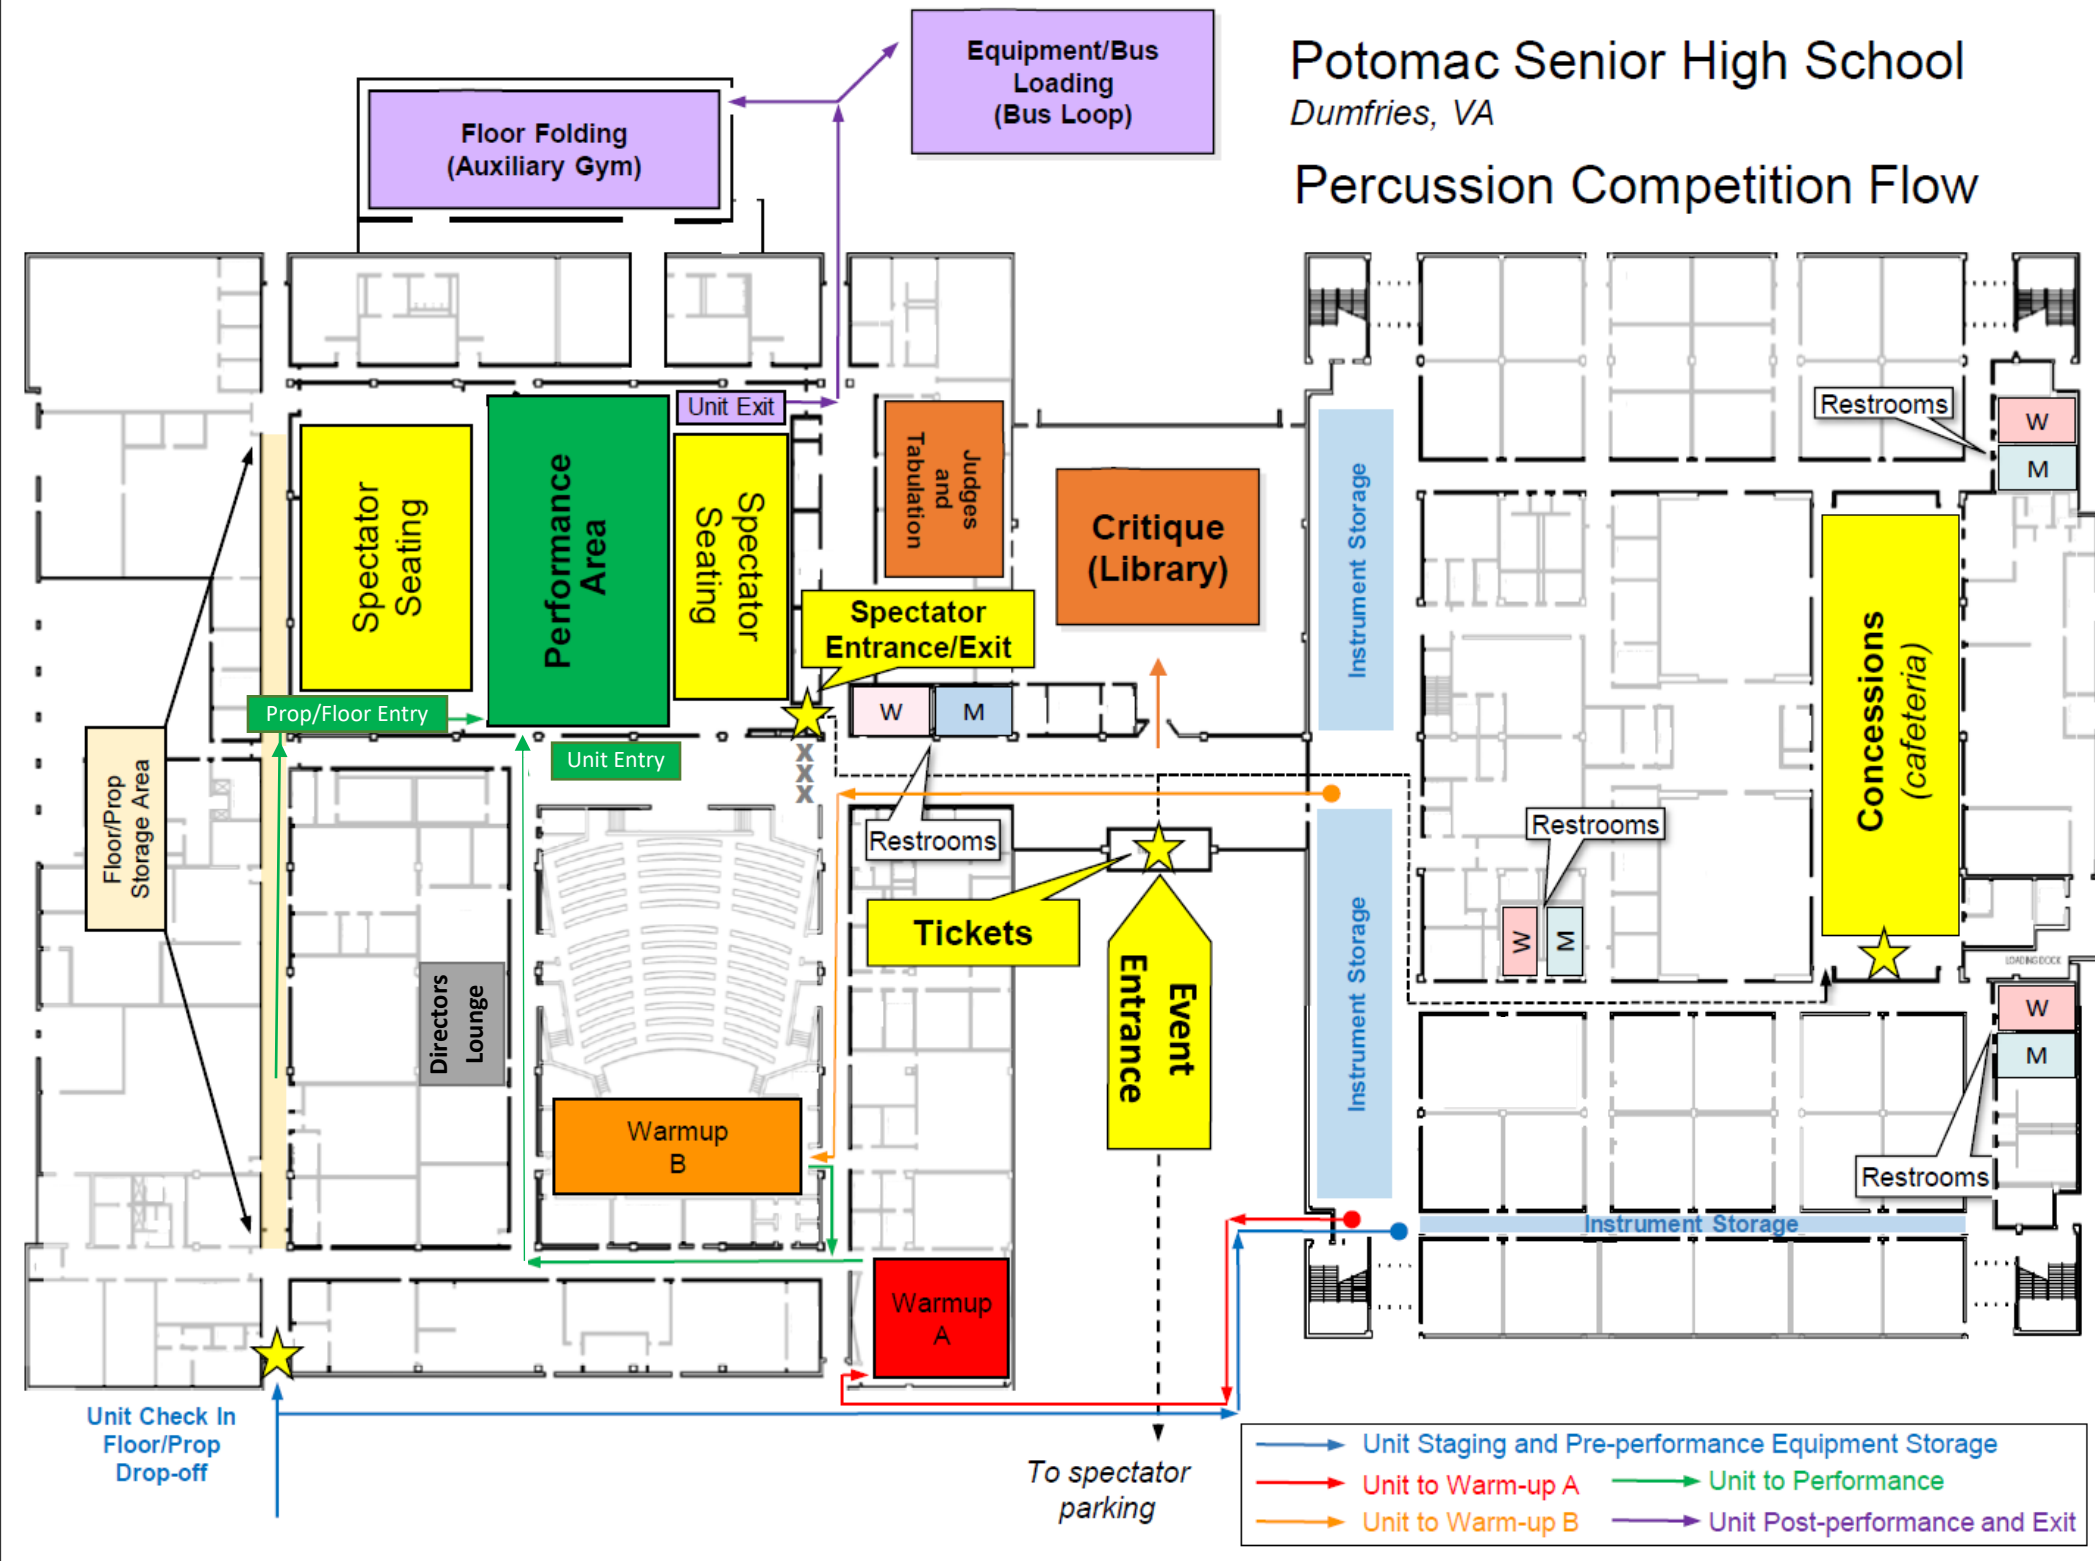 Potomac Senior High School
Dumfries, VA
Percussion Competition Flow
Equipment/Bus
Loading
(Bus Loop)
Floor Folding
(Auxiliary Gym)
Unit Exit
Spectator
Seating
Performance
Area
Spectator
Seating
Judges
and
Tabulation
Critique
(Library)
Instrument Storage
Restrooms
W
M
Spectator
Entrance/Exit
Concessions
(cafeteria)
Prop/Floor Entry
W
M
Unit Entry
X
X
X
Floor/Prop
Storage Area
Restrooms
Restrooms
W
M
Tickets
Event
Entrance
Instrument Storage
LOADING DOCK
Directors
Lounge
W
M
Restrooms
Warmup
B
Instrument Storage
Warmup
A
Unit Check In
Floor/Prop
Drop-off
To spectator
parking
Unit Staging and Pre-performance Equipment Storage
Unit to Warm-up A
Unit to Performance
Unit to Warm-up B
Unit Post-performance and Exit